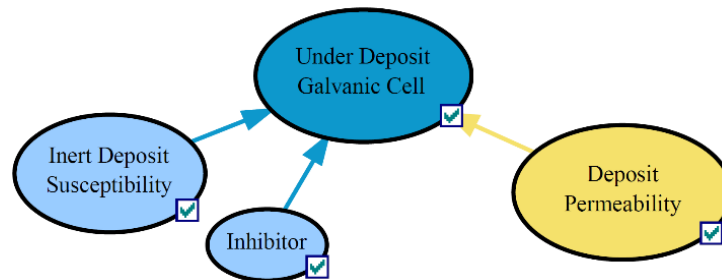 Under Deposit
Galvanic Cell
Inert Deposit
Susceptibility
Inhibitor
Deposit
Permeability